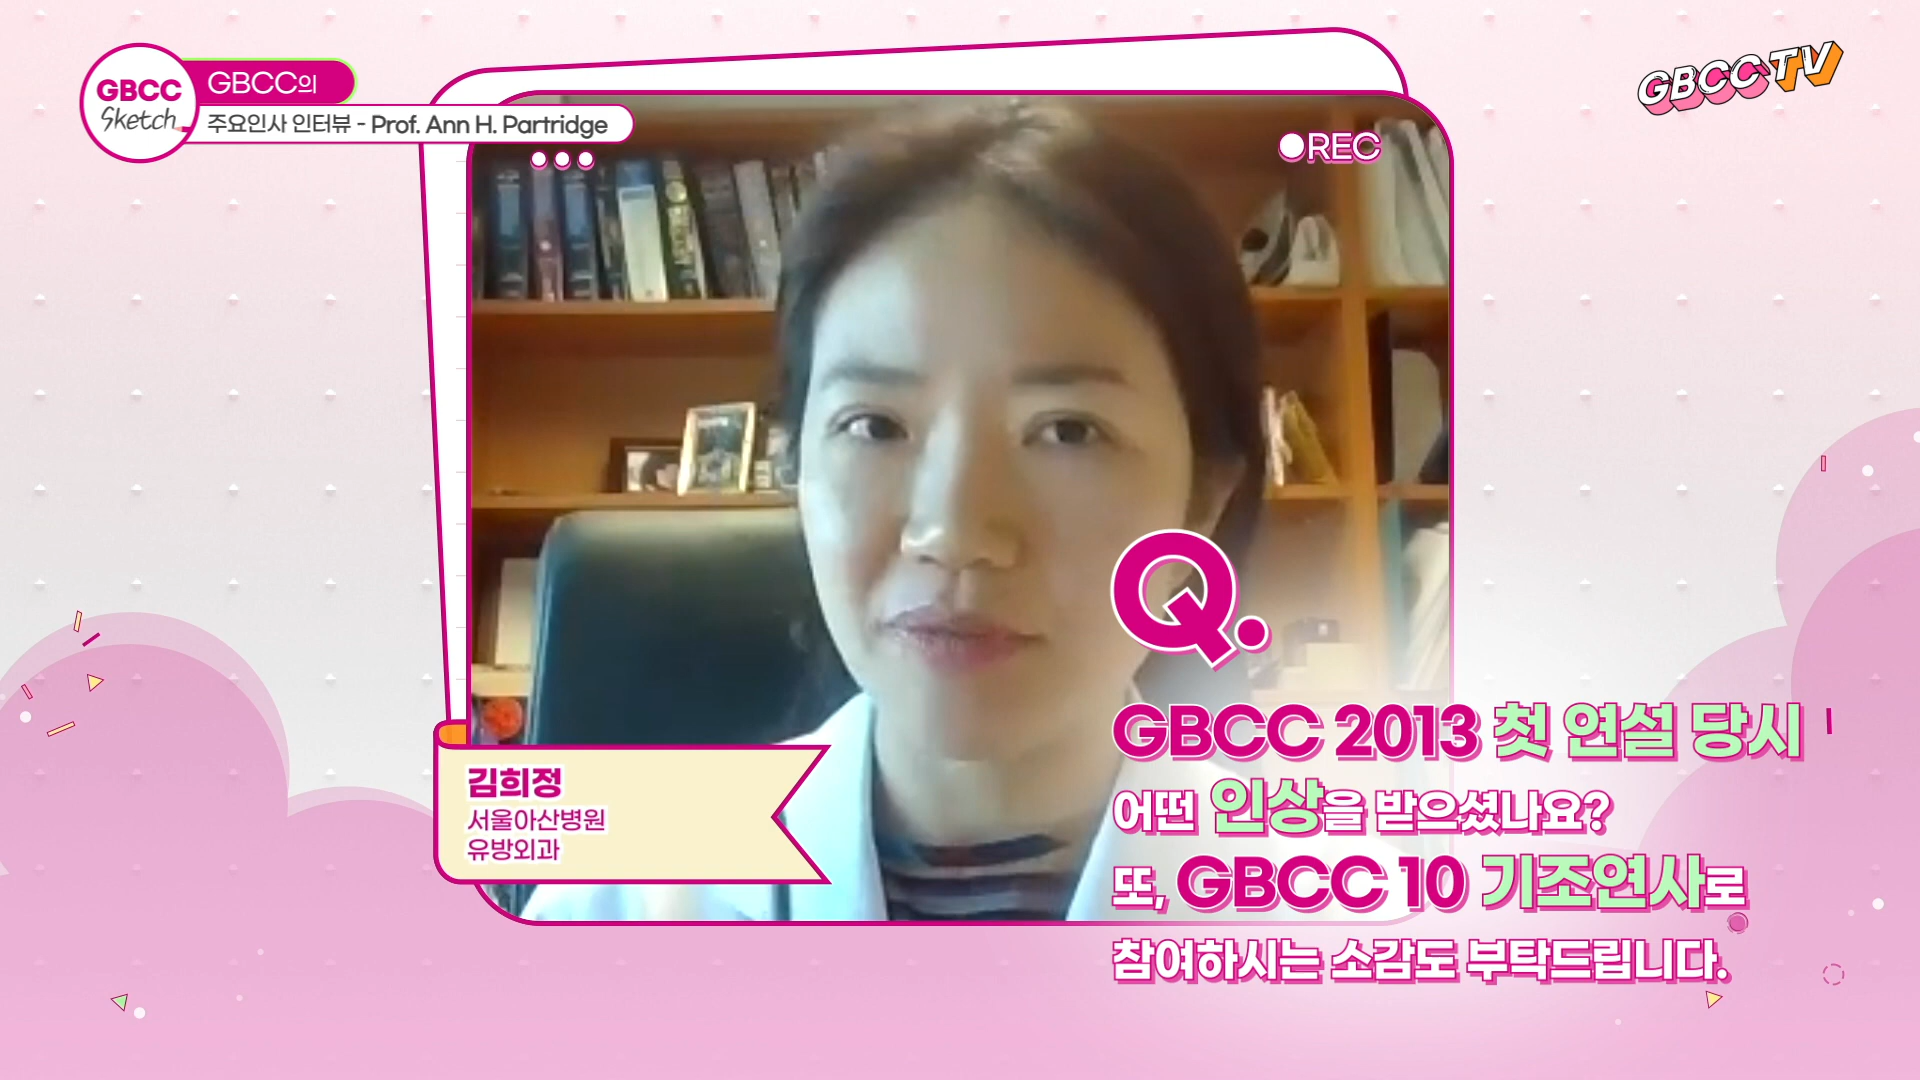 GBCC
Sketch
GBCC의
주요인사 인터뷰 - Prof. Ann H. Partridge
GBCC TV
REC
Q.
GBCC 2013 첫 연설 당시
어떤 인상을 받으셨나요?
또, GBCC 10 기조연사로
참여하시는 소감도 부탁드립니다.
김희정
서울아산병원
유방외과